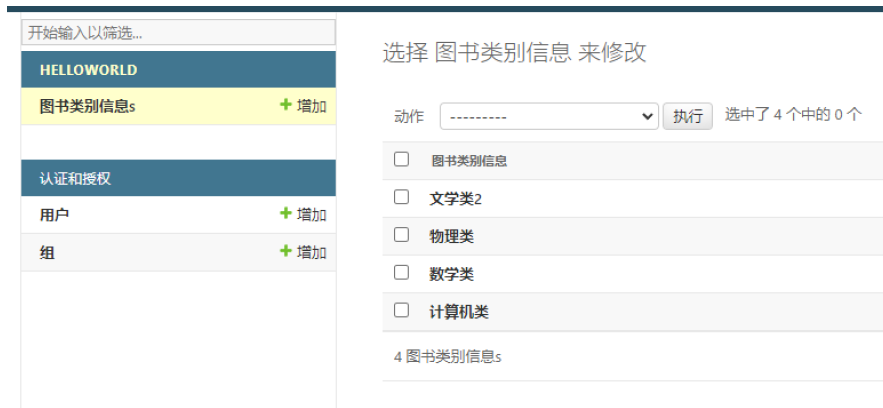 开始输入以筛选...
HELLOWORLD
图书类别信息s + 增加
认证和授权
用户 + 增加
组 + 增加
选择 图书类别信息 来修改
动作 --------- 执行 选中了 4 个中的 0 个
图书类别信息
文学类2
物理类
数学类
计算机类
4 图书类别信息s